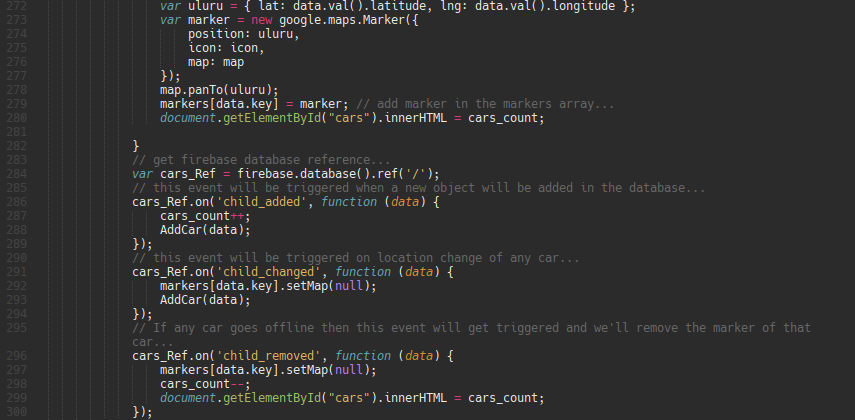 272 var uluru = { lat: data.val().latitude, lng: data.val().longitude };
273 var marker = new google.maps.Marker({
274 position: uluru,
275 icon: icon,
276 map: map
277 });
278 map.panTo(uluru);
279 markers[data.key] = marker; // add marker in the markers array...
280 document.getElementById("cars").innerHTML = cars_count;
281
282 }
283 // get firebase database reference...
284 var cars_Ref = firebase.database().ref('/');
285 // this event will be triggered when a new object will be added in the database...
286 cars_Ref.on('child_added', function (data) {
287 cars_count++;
288 AddCar(data);
289 });
290 // this event will be triggered on location change of any car...
291 cars_Ref.on('child_changed', function (data) {
292 markers[data.key].setMap(null);
293 AddCar(data);
294 });
295 // If any car goes offline then this event will get triggered and we'll remove the marker of that
car...
296 cars_Ref.on('child_removed', function (data) {
297 markers[data.key].setMap(null);
298 cars_count--;
299 document.getElementById("cars").innerHTML = cars_count;
300 });